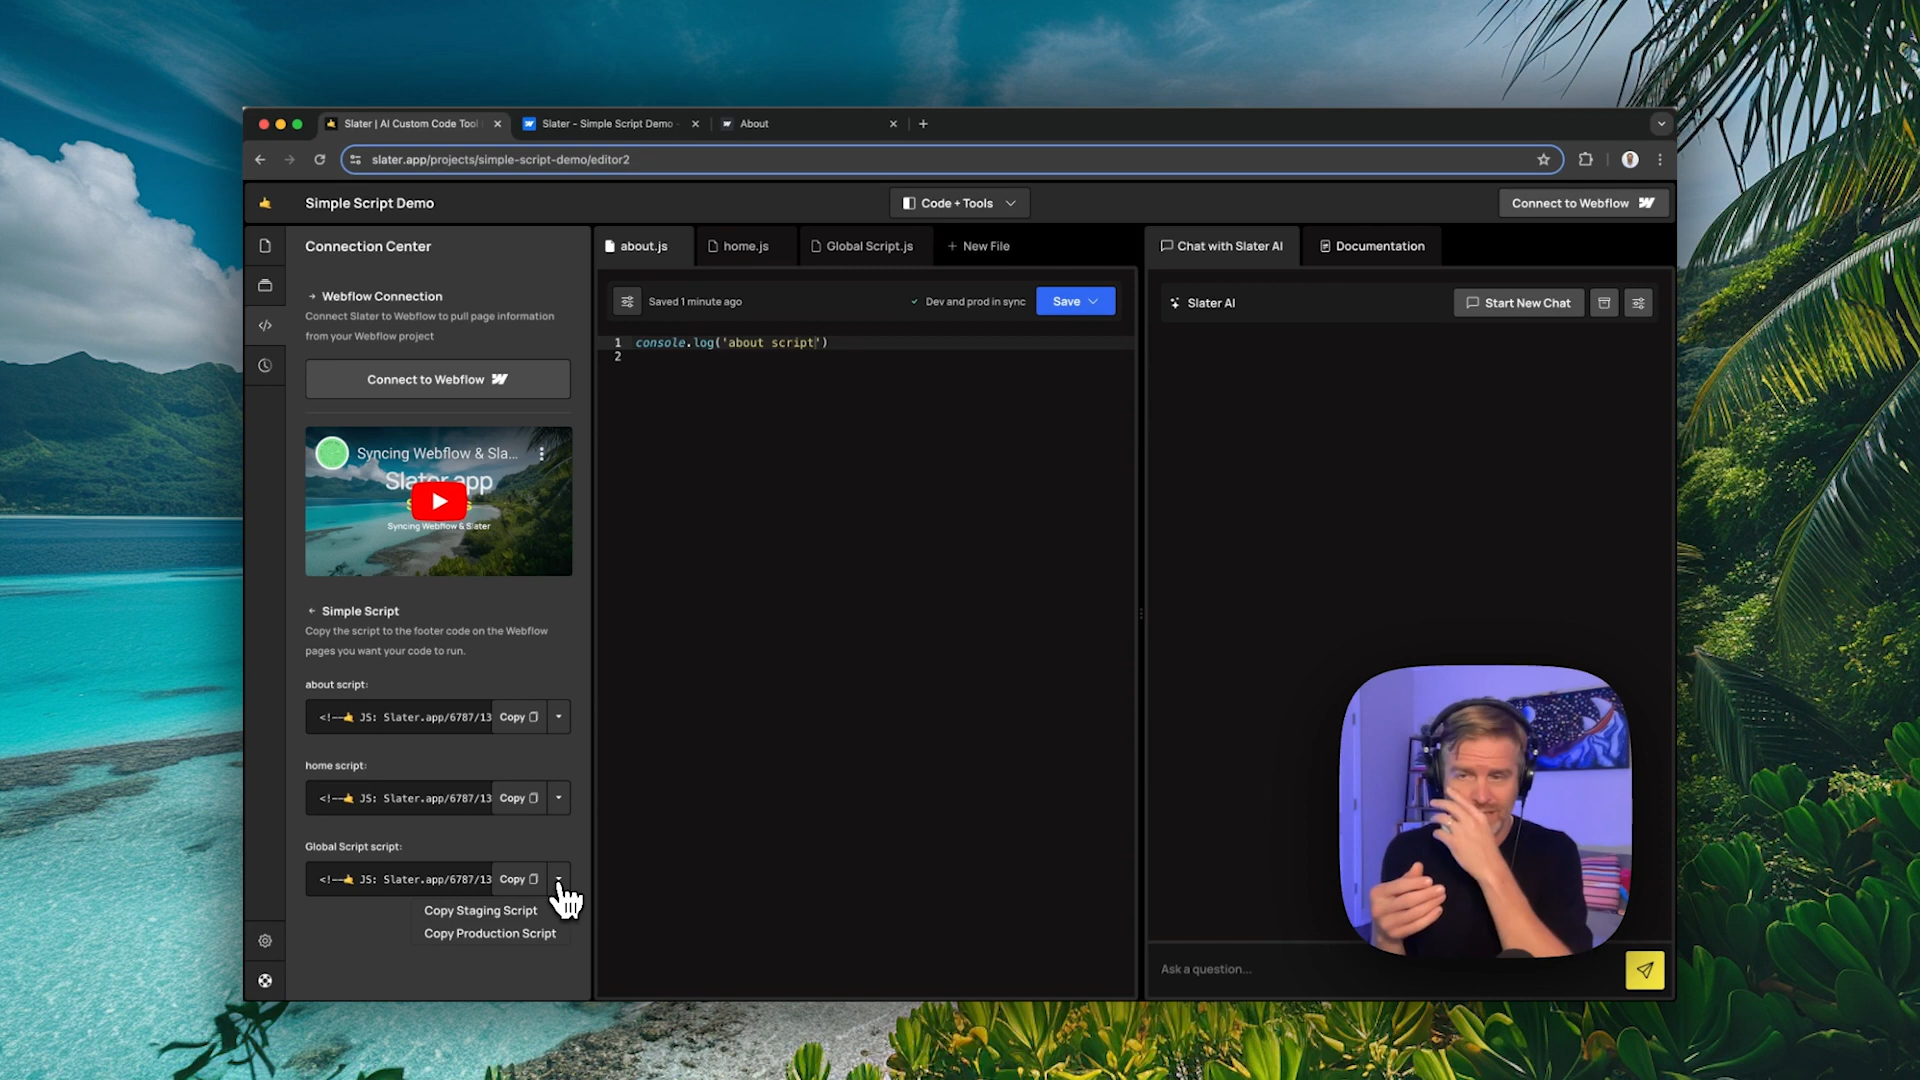 Slater | AI Custom Code Tool
Slater - Simple Script Demo -
About
slater.app/projects/simple-script-demo/editor2
Simple Script Demo
Code + Tools
Connect to Webflow
Connection Center
about.js
home.js
Global Script.js
New File
Chat with Slater AI
Documentation
Webflow Connection
Connect Slater to Webflow to pull page information
from your Webflow project
Connect to Webflow
Saved 1 minute ago
Dev and prod in sync
Save
Slater AI
Start New Chat
1 console.log('about script')
2
Syncing Webflow & Sla...
Slater app
Syncing Webflow & Slater
Simple Script
Copy the script to the footer code on the Webflow
pages you want your code to run.
about script:
<!--🤙 JS: Slater.app/6787/13
Copy
home script:
<!--🤙 JS: Slater.app/6787/13
Copy
Global Script script:
<!--🤙 JS: Slater.app/6787/13
Copy
Copy Staging Script
Copy Production Script
Ask a question...